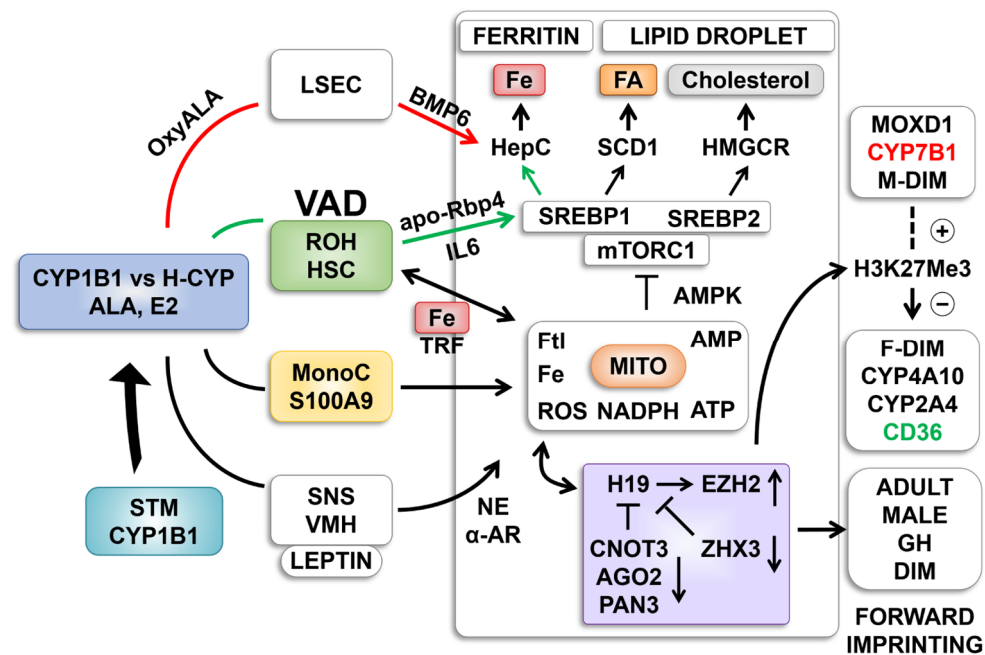 FERRITIN
LIPID DROPLET
LSEC
OxyALA
BMP6
Fe
FA
Cholesterol
HepC
SCD1
HMGCR
MOXD1
CYP7B1
M-DIM
VAD
ROH
HSC
apo-Rbp4
IL6
SREBP1
SREBP2
mTORC1
+
H3K27Me3
−
CYP1B1 vs H-CYP
ALA, E2
AMPK
Fe
TRF
Ftl
AMP
Fe
MITO
ROS NADPH ATP
MonoC
S100A9
F-DIM
CYP4A10
CYP2A4
CD36
STM
CYP1B1
SNS
VMH
LEPTIN
NE
α-AR
H19
EZH2
CNOT3
AGO2
PAN3
ZHX3
ADULT
MALE
GH
DIM
FORWARD
IMPRINTING